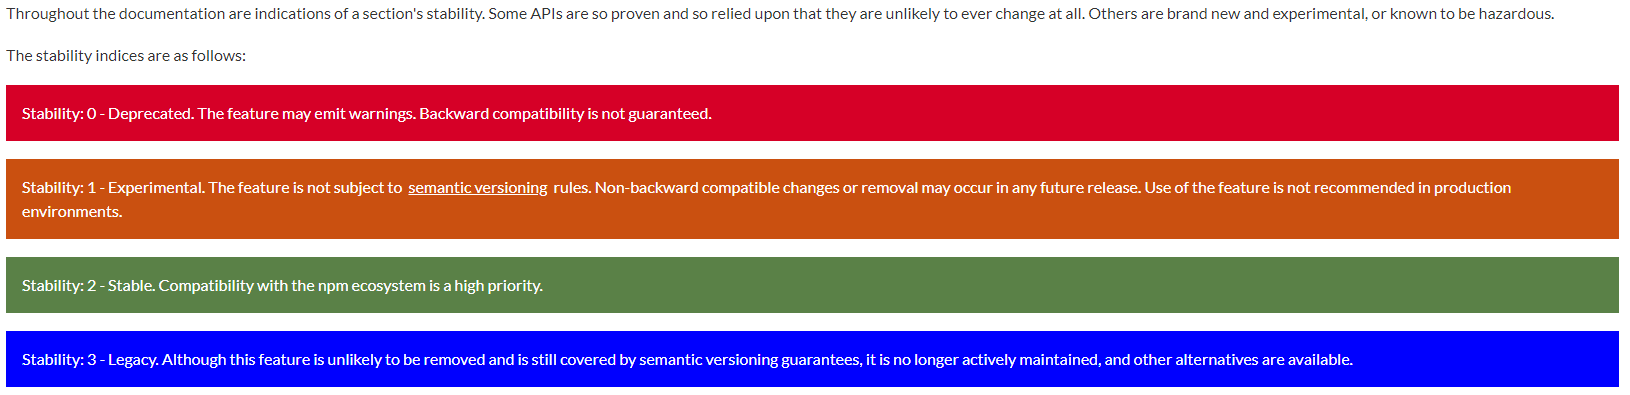 Throughout the documentation are indications of a section's stability. Some APIs are so proven and so relied upon that they are unlikely to ever change at all. Others are brand new and experimental, or known to be hazardous.
The stability indices are as follows:
Stability: 0 - Deprecated. The feature may emit warnings. Backward compatibility is not guaranteed.
Stability: 1 - Experimental. The feature is not subject to semantic versioning rules. Non-backward compatible changes or removal may occur in any future release. Use of the feature is not recommended in production
environments.
Stability: 2 - Stable. Compatibility with the npm ecosystem is a high priority.
Stability: 3 - Legacy. Although this feature is unlikely to be removed and is still covered by semantic versioning guarantees, it is no longer actively maintained, and other alternatives are available.